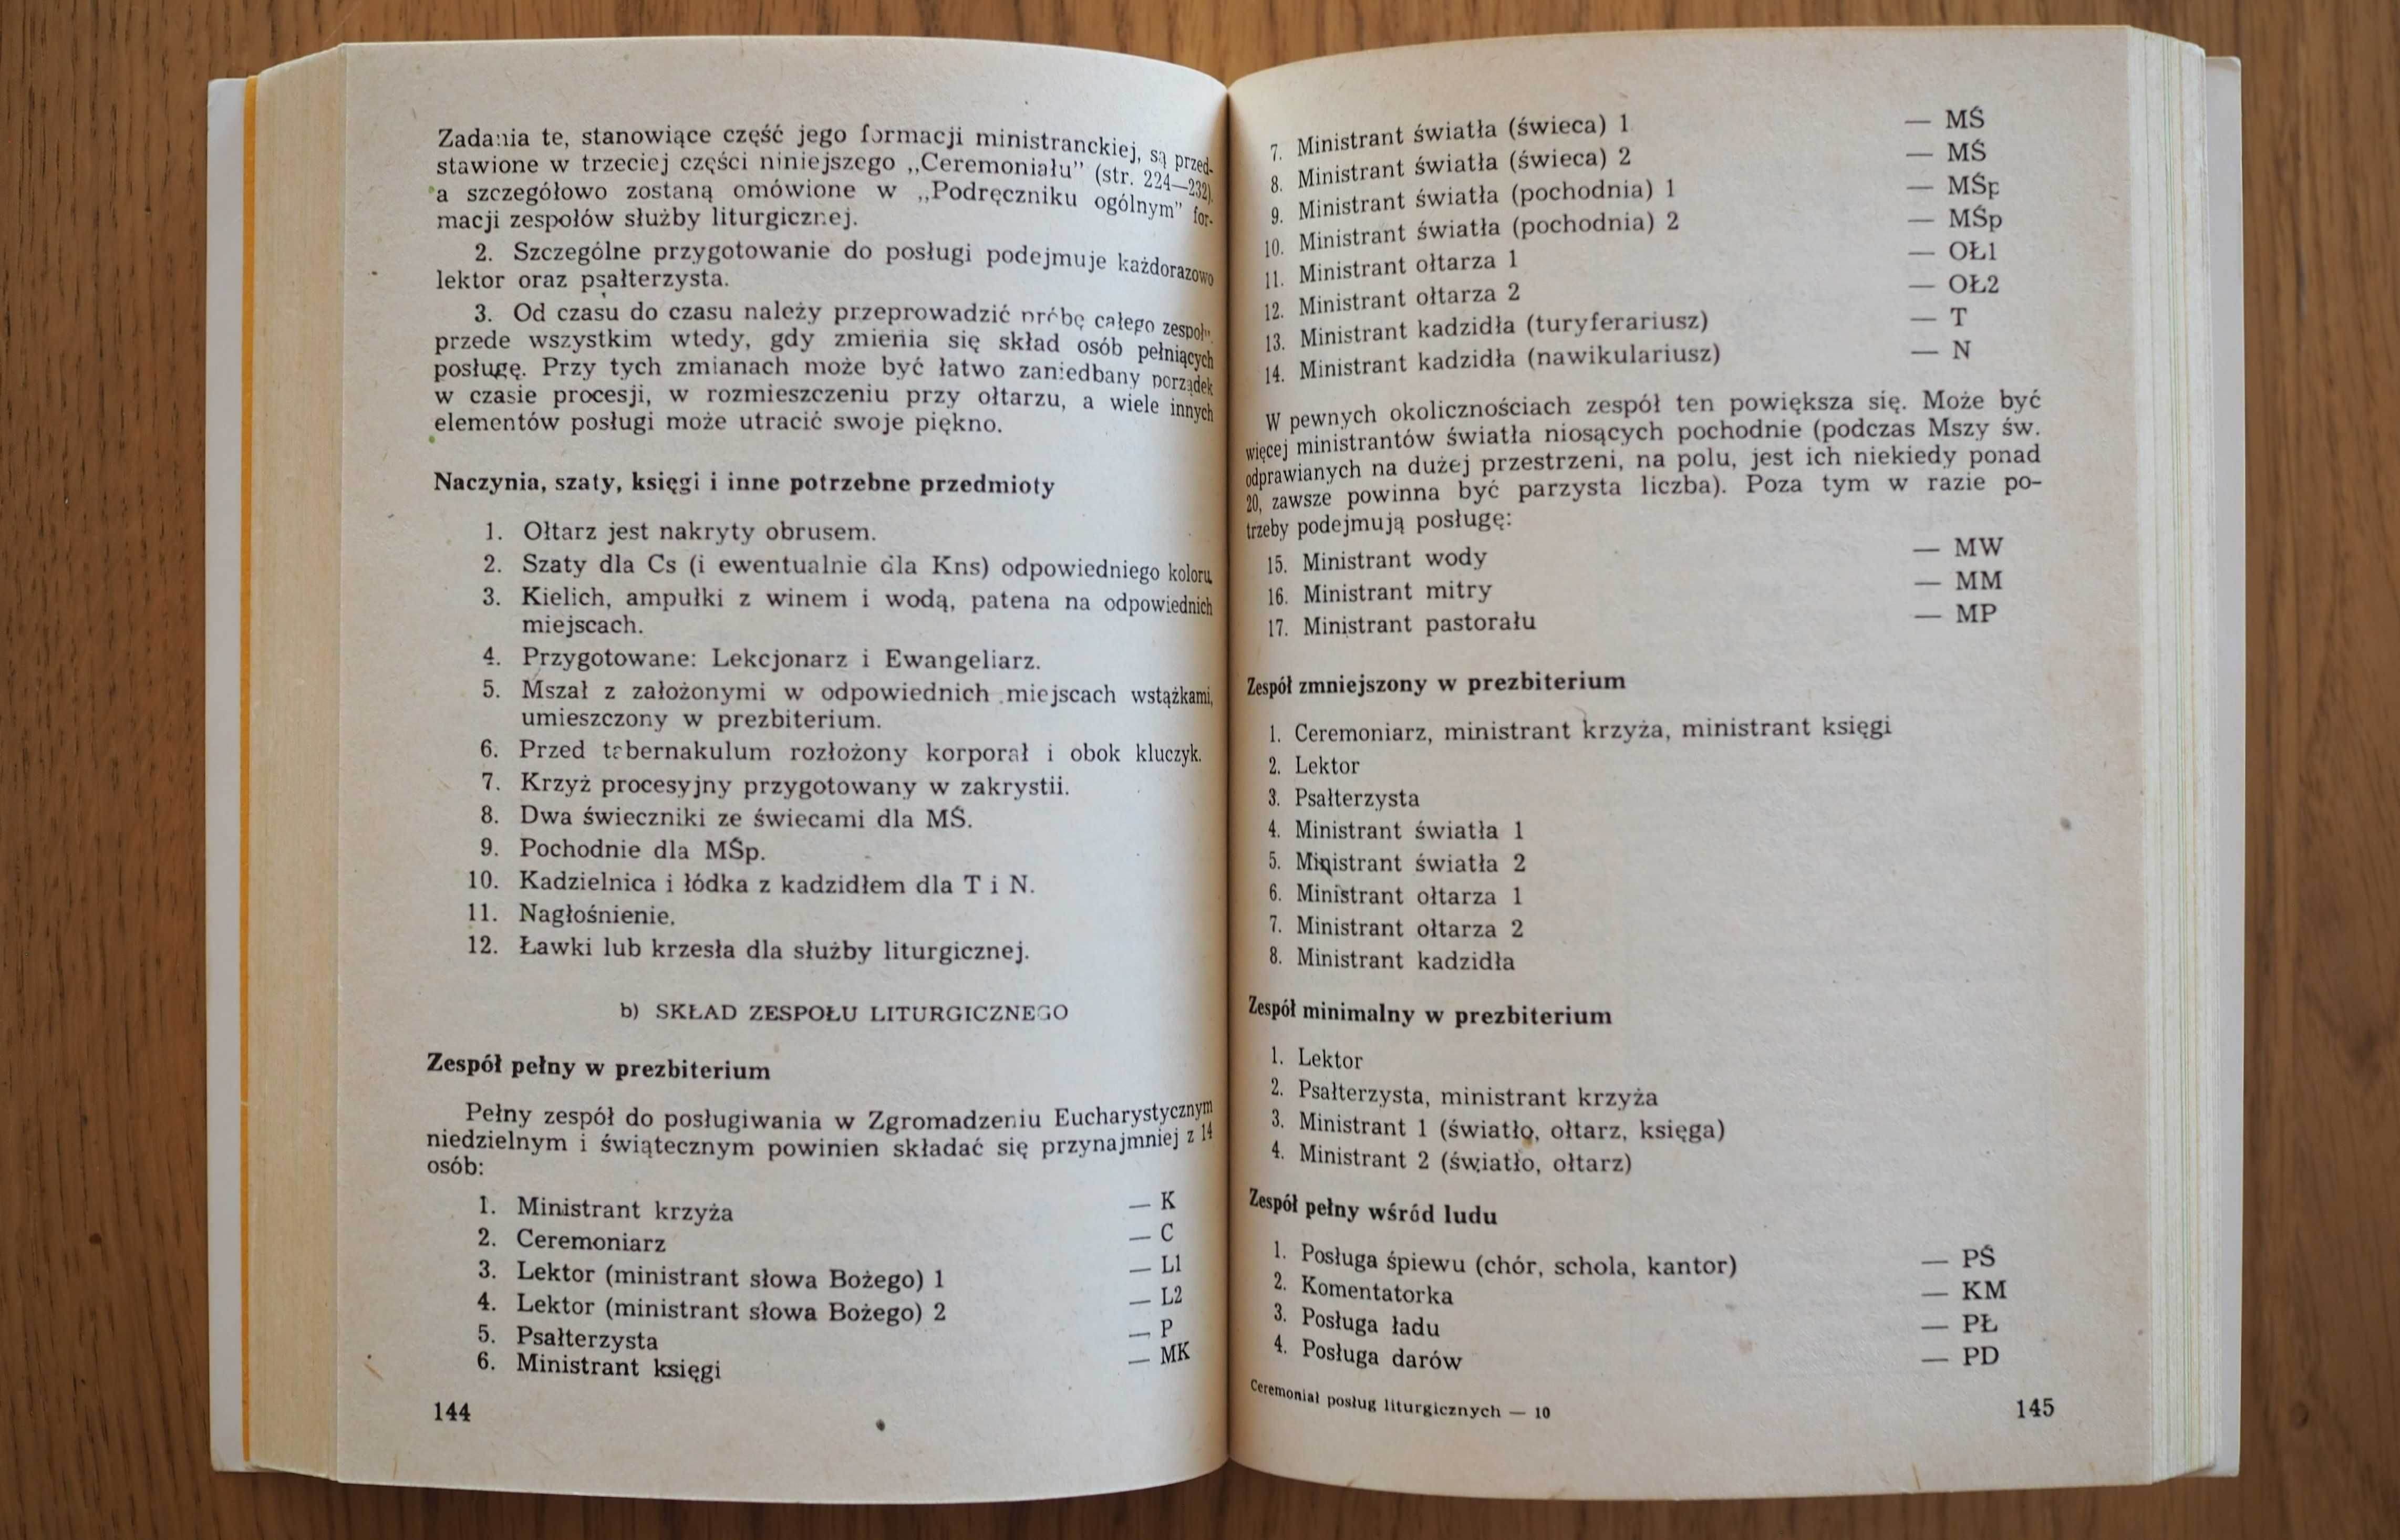 Zadania te, stanowiące część jego formacji ministranckiej, są przed-
stawione w trzeciej części niniejszego „Ceremoniału" (str. 224—232),
a szczegółowo zostaną omówione w „Podręczniku ogólnym" for-
macji zespołów służby liturgicznej.
2. Szczególne przygotowanie do posługi podejmuje każdorazowo
lektor oraz psałterzysta.
3. Od czasu do czasu należy przeprowadzić próbę całego zespołu
przede wszystkim wtedy, gdy zmienia się skład osób pełniących
posługę. Przy tych zmianach może być łatwo zaniedbany porządek
w czasie procesji, w rozmieszczeniu przy ołtarzu, a wiele innych
elementów posługi może utracić swoje piękno.
Naczynia, szaty, księgi i inne potrzebne przedmioty
1. Ołtarz jest nakryty obrusem.
2. Szaty dla Cs (i ewentualnie dla Kns) odpowiedniego koloru.
3. Kielich, ampułki z winem i wodą, patena na odpowiednich
miejscach.
4. Przygotowane: Lekcjonarz i Ewangeliarz.
5. Mszał z założonymi w odpowiednich miejscach wstążkami,
umieszczony w prezbiterium.
6. Przed tabernakulum rozłożony korporał i obok kluczyk.
7. Krzyż procesyjny przygotowany w zakrystii.
8. Dwa świeczniki ze świecami dla MŚ.
9. Pochodnie dla MŚp.
10. Kadzielnica i łódka z kadzidłem dla T i N.
11. Nagłośnienie.
12. Ławki lub krzesła dla służby liturgicznej.
b) SKŁAD ZESPOŁU LITURGICZNEGO
Zespół pełny w prezbiterium
Pełny zespół do posługiwania w Zgromadzeniu Eucharystycznym
niedzielnym i świątecznym powinien składać się przynajmniej z 14
osób:
1. Ministrant krzyża — K
2. Ceremoniarz — C
3. Lektor (ministrant słowa Bożego) 1 — L1
4. Lektor (ministrant słowa Bożego) 2 — L2
5. Psałterzysta — P
6. Ministrant księgi — MK
144
7. Ministrant światła (świeca) 1 — MŚ
8. Ministrant światła (świeca) 2 — MŚ
9. Ministrant światła (pochodnia) 1 — MŚp
10. Ministrant światła (pochodnia) 2 — MŚp
11. Ministrant ołtarza 1 — OŁ1
12. Ministrant ołtarza 2 — OŁ2
13. Ministrant kadzidła (turyferariusz) — T
14. Ministrant kadzidła (nawikulariusz) — N
W pewnych okolicznościach zespół ten powiększa się. Może być
więcej ministrantów światła niosących pochodnie (podczas Mszy św.
odprawianych na dużej przestrzeni, na polu, jest ich niekiedy ponad
20, zawsze powinna być parzysta liczba). Poza tym w razie po-
trzeby podejmują posługę:
15. Ministrant wody — MW
16. Ministrant mitry — MM
17. Ministrant pastorału — MP
Zespół zmniejszony w prezbiterium
1. Ceremoniarz, ministrant krzyża, ministrant księgi
2. Lektor
3. Psałterzysta
4. Ministrant światła 1
5. Ministrant światła 2
6. Ministrant ołtarza 1
7. Ministrant ołtarza 2
8. Ministrant kadzidła
Zespół minimalny w prezbiterium
1. Lektor
2. Psałterzysta, ministrant krzyża
3. Ministrant 1 (światło, ołtarz, księga)
4. Ministrant 2 (światło, ołtarz)
Zespół pełny wśród ludu
1. Posługa śpiewu (chór, schola, kantor) — PŚ
2. Komentatorka — KM
3. Posługa ładu — PŁ
4. Posługa darów — PD
Ceremoniał posług liturgicznych — 10
145